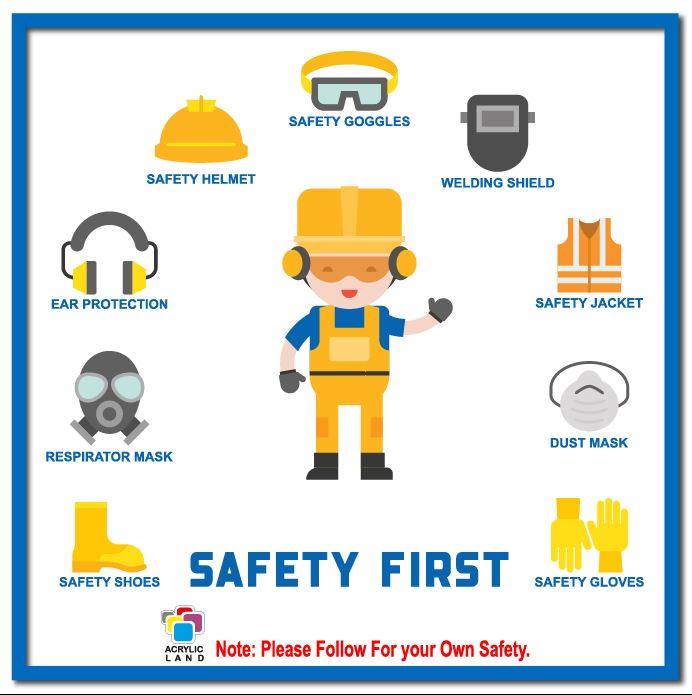 SAFETY GOGGLES
SAFETY HELMET
WELDING SHIELD
EAR PROTECTION
SAFETY JACKET
RESPIRATOR MASK
DUST MASK
SAFETY SHOES
SAFETY GLOVES
SAFETY FIRST
ACRYLIC
LAND
Note: Please Follow For your Own Safety.